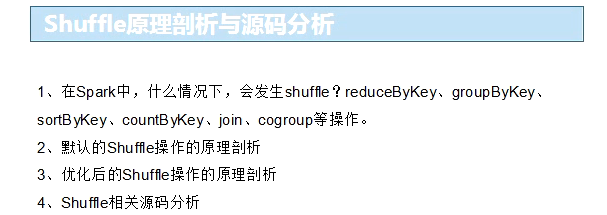 Shuffle原理剖析与源码分析
1、在Spark中，什么情况下，会发生shuffle？reduceByKey、groupByKey、
sortByKey、countByKey、join、cogroup等操作。
2、默认的Shuffle操作的原理剖析
3、优化后的Shuffle操作的原理剖析
4、Shuffle相关源码分析